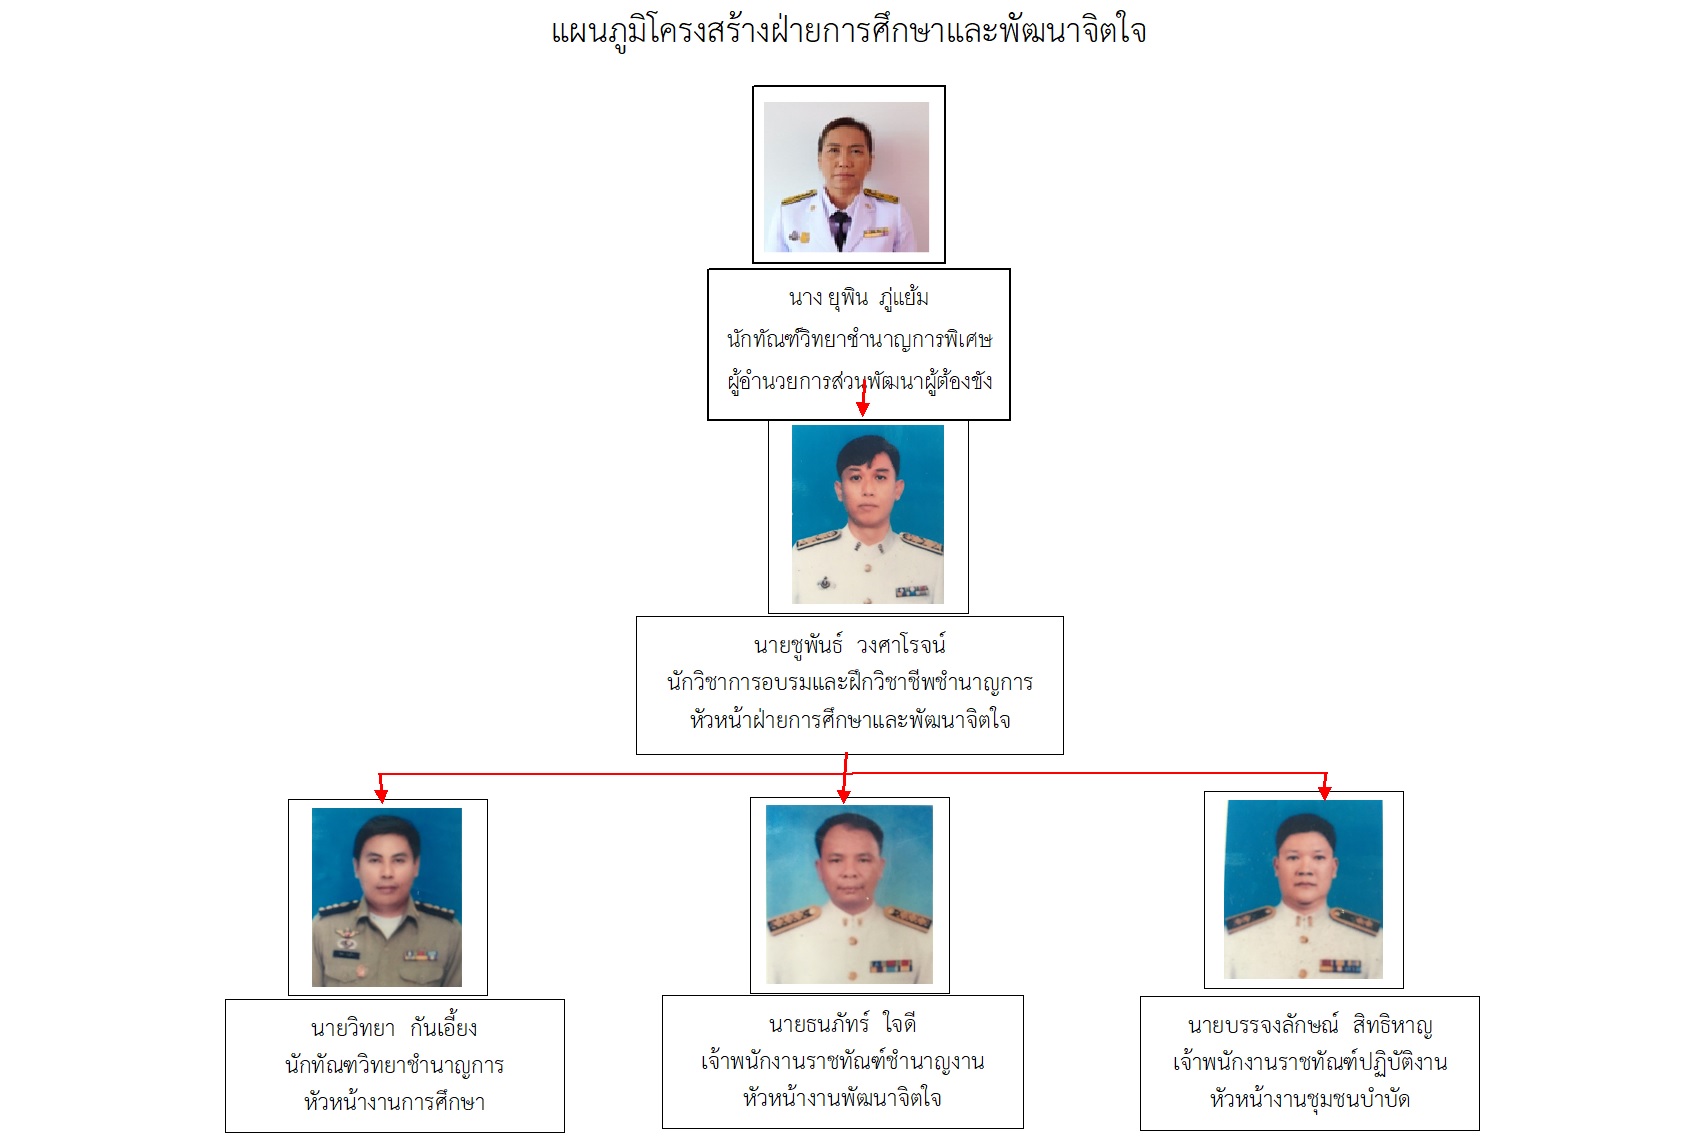 แผนภูมิโครงสร้างฝ่ายการศึกษาและพัฒนาจิตใจ
นาง ยุพิน ภู่แย้ม
นักทัณฑ์วิทยาชำนาญการพิเศษ
ผู้อำนวยการส่วนพัฒนาผู้ต้องขัง
นายชูพันธ์ วงศาโรจน์
นักวิชาการอบรมและฝึกวิชาชีพชำนาญการ
หัวหน้าฝ่ายการศึกษาและพัฒนาจิตใจ
นายวิทยา กันเอี้ยง
นักทัณฑวิทยาชำนาญการ
หัวหน้างานการศึกษา
นายธนภัทร์ ใจดี
เจ้าพนักงานราชทัณฑ์ชำนาญงาน
หัวหน้างานพัฒนาจิตใจ
นายบรรจงลักษณ์ สิทธิหาญ
เจ้าพนักงานราชทัณฑ์ปฏิบัติงาน
หัวหน้างานชุมชนบำบัด